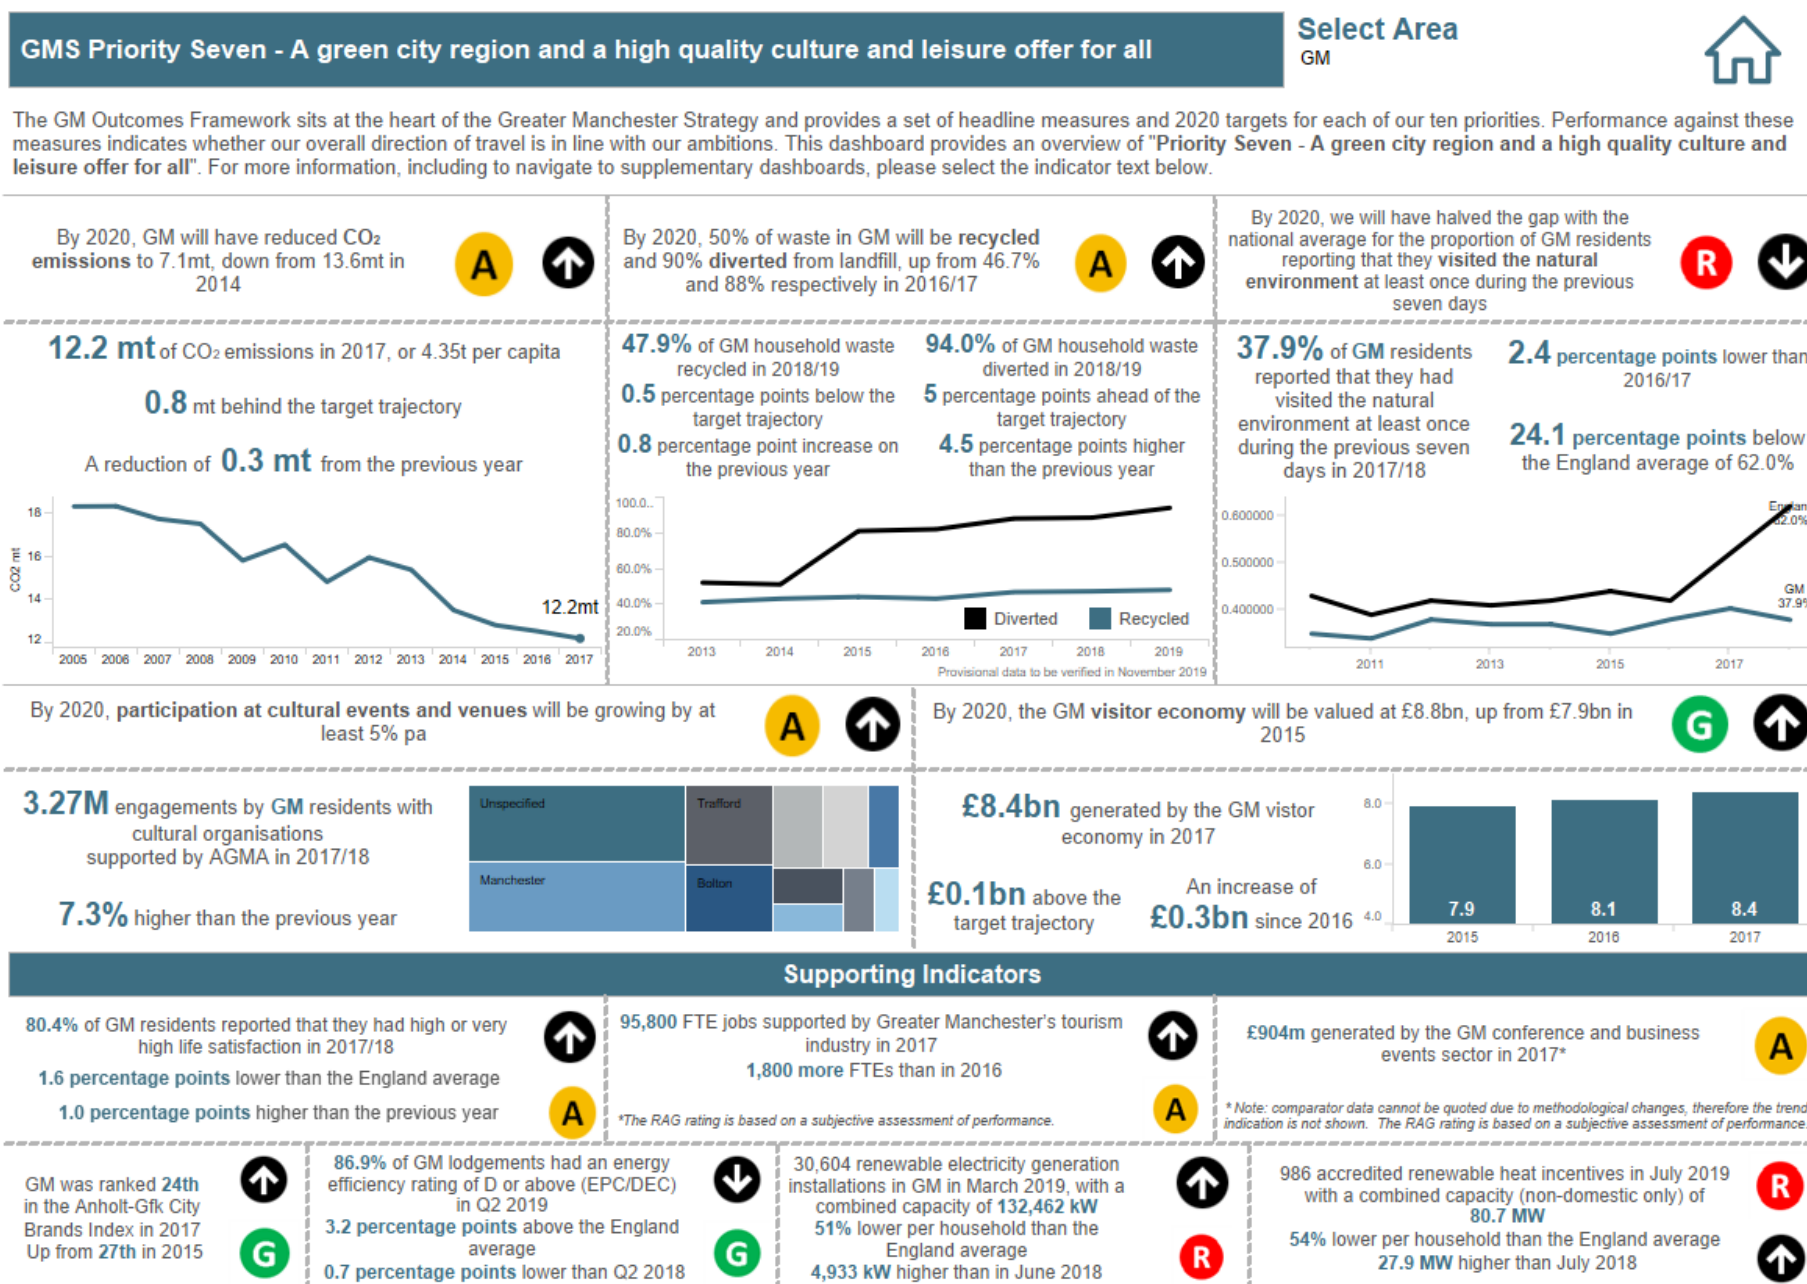 GMS Priority Seven - A green city region and a high quality culture and leisure offer for all
Select Area
GM
The GM Outcomes Framework sits at the heart of the Greater Manchester Strategy and provides a set of headline measures and 2020 targets for each of our ten priorities. Performance against these
measures indicates whether our overall direction of travel is in line with our ambitions. This dashboard provides an overview of "Priority Seven - A green city region and a high quality culture and
leisure offer for all". For more information, including to navigate to supplementary dashboards, please select the indicator text below.
By 2020, GM will have reduced CO₂
emissions to 7.1mt, down from 13.6mt in
2014
A
By 2020, 50% of waste in GM will be recycled
and 90% diverted from landfill, up from 46.7%
and 88% respectively in 2016/17
A
By 2020, we will have halved the gap with the
national average for the proportion of GM residents
reporting that they visited the natural
environment at least once during the previous
seven days
R
12.2 mt of CO₂ emissions in 2017, or 4.35t per capita
0.8 mt behind the target trajectory
A reduction of 0.3 mt from the previous year
CO2 mt
18
16
14
12
12.2mt
2005 2006 2007 2008 2009 2010 2011 2012 2013 2014 2015 2016 2017
47.9% of GM household waste
recycled in 2018/19
0.5 percentage points below the
target trajectory
0.8 percentage point increase on
the previous year
94.0% of GM household waste
diverted in 2018/19
5 percentage points ahead of the
target trajectory
4.5 percentage points higher
than the previous year
100.0..
80.0%
60.0%
40.0%
20.0%
Diverted
Recycled
2013 2014 2015 2016 2017 2018 2019
Provisional data to be verified in November 2019
37.9% of GM residents
reported that they had
visited the natural
environment at least once
during the previous seven
days in 2017/18
2.4 percentage points lower than
2016/17
24.1 percentage points below
the England average of 62.0%
0.600000
0.500000
0.400000
62.0%
GM
37.9%
2011 2013 2015 2017
By 2020, participation at cultural events and venues will be growing by at
least 5% pa
A
By 2020, the GM visitor economy will be valued at £8.8bn, up from £7.9bn in
2015
G
3.27M engagements by GM residents with
cultural organisations
supported by AGMA in 2017/18
7.3% higher than the previous year
Unspecified
Trafford
Manchester
Bolton
£8.4bn generated by the GM vistor
economy in 2017
£0.1bn above the
target trajectory
An increase of
£0.3bn since 2016
8.0
6.0
4.0
7.9 8.1 8.4
2015 2016 2017
Supporting Indicators
80.4% of GM residents reported that they had high or very
high life satisfaction in 2017/18
1.6 percentage points lower than the England average
1.0 percentage points higher than the previous year
A
95,800 FTE jobs supported by Greater Manchester's tourism
industry in 2017
1,800 more FTEs than in 2016
*The RAG rating is based on a subjective assessment of performance.
A
£904m generated by the GM conference and business
events sector in 2017*
A
* Note: comparator data cannot be quoted due to methodological changes, therefore the trend
indication is not shown. The RAG rating is based on a subjective assessment of performance.
GM was ranked 24th
in the Anholt-Gfk City
Brands Index in 2017
Up from 27th in 2015
G
86.9% of GM lodgements had an energy
efficiency rating of D or above (EPC/DEC)
in Q2 2019
3.2 percentage points above the England
average
0.7 percentage points lower than Q2 2018
G
30,604 renewable electricity generation
installations in GM in March 2019, with a
combined capacity of 132,462 kW
51% lower per household than the
England average
4,933 kW higher than in June 2018
R
986 accredited renewable heat incentives in July 2019
with a combined capacity (non-domestic only) of
80.7 MW
54% lower per household than the England average
27.9 MW higher than July 2018
R